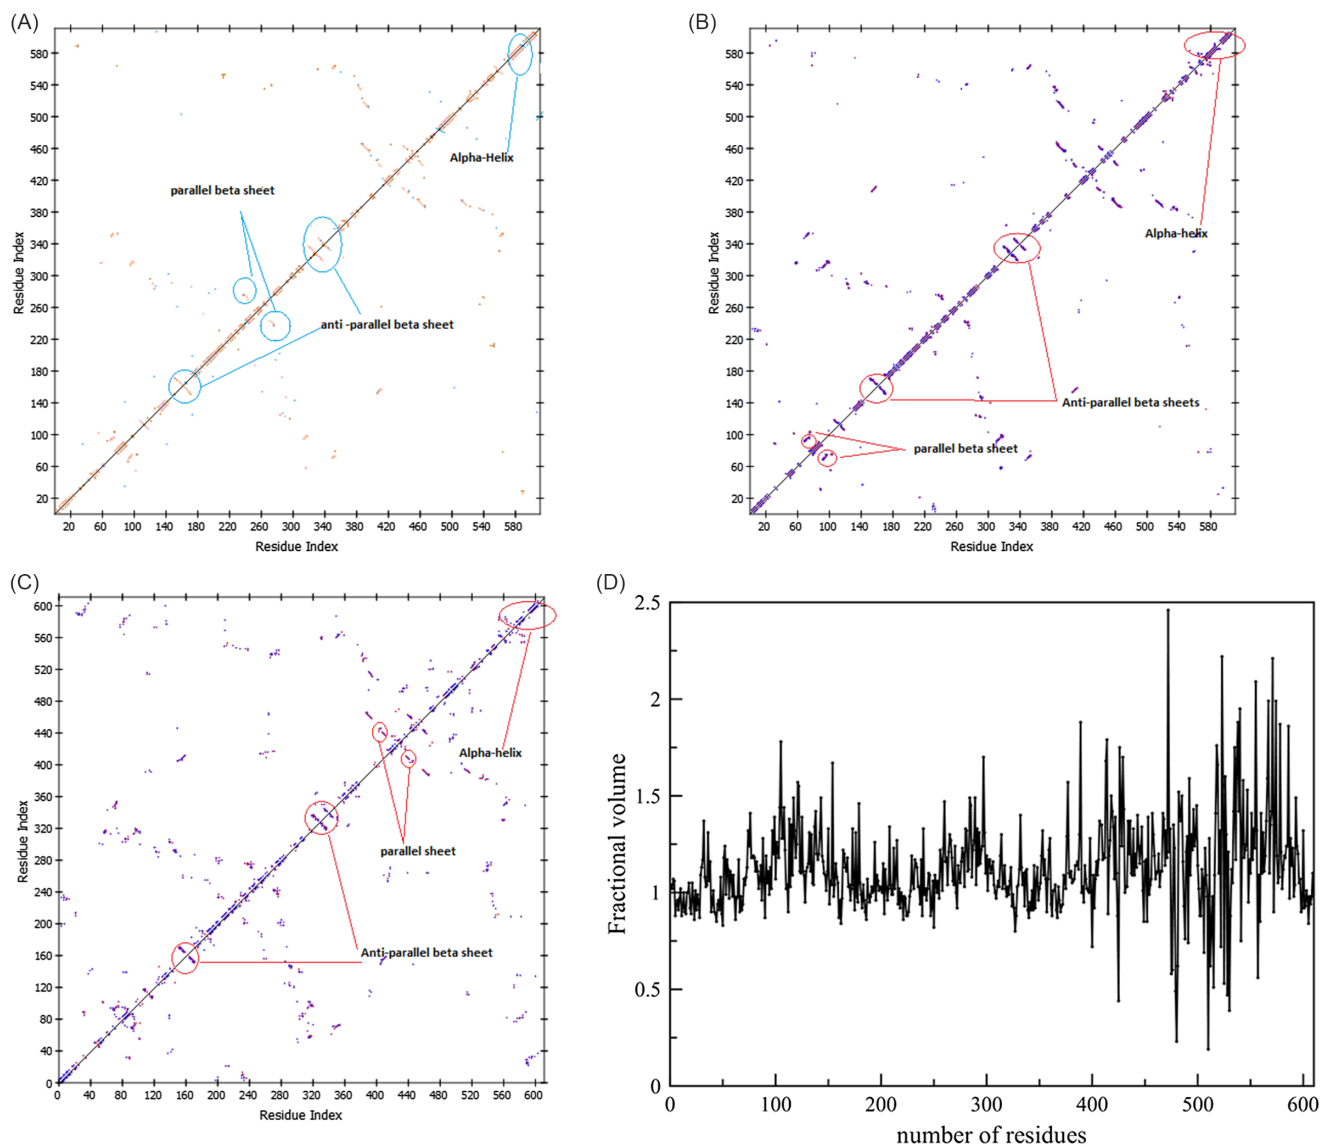 (A)
580
540
500
460
420
380
340
300
260
220
180
140
100
60
20
Residue Index
20 60 100 140 180 220 260 300 340 380 420 460 500 540 580
Residue Index
Alpha-Helix
parallel beta sheet
anti -parallel beta sheet
(B)
580
540
500
460
420
380
340
300
260
220
180
140
100
60
20
Residue Index
20 60 100 140 180 220 260 300 340 380 420 460 500 540 580
Residue Index
Alpha-helix
Anti-parallel beta sheets
parallel beta sheet
(C)
600
560
520
480
440
400
360
320
280
240
200
160
120
80
40
0
Residue Index
0 40 80 120 160 200 240 280 320 360 400 440 480 520 560 600
Residue Index
Alpha-helix
parallel sheet
Anti-parallel beta sheet
(D)
2.5
2
1.5
1
0.5
0
Fractional volume
0 100 200 300 400 500 600
number of residues